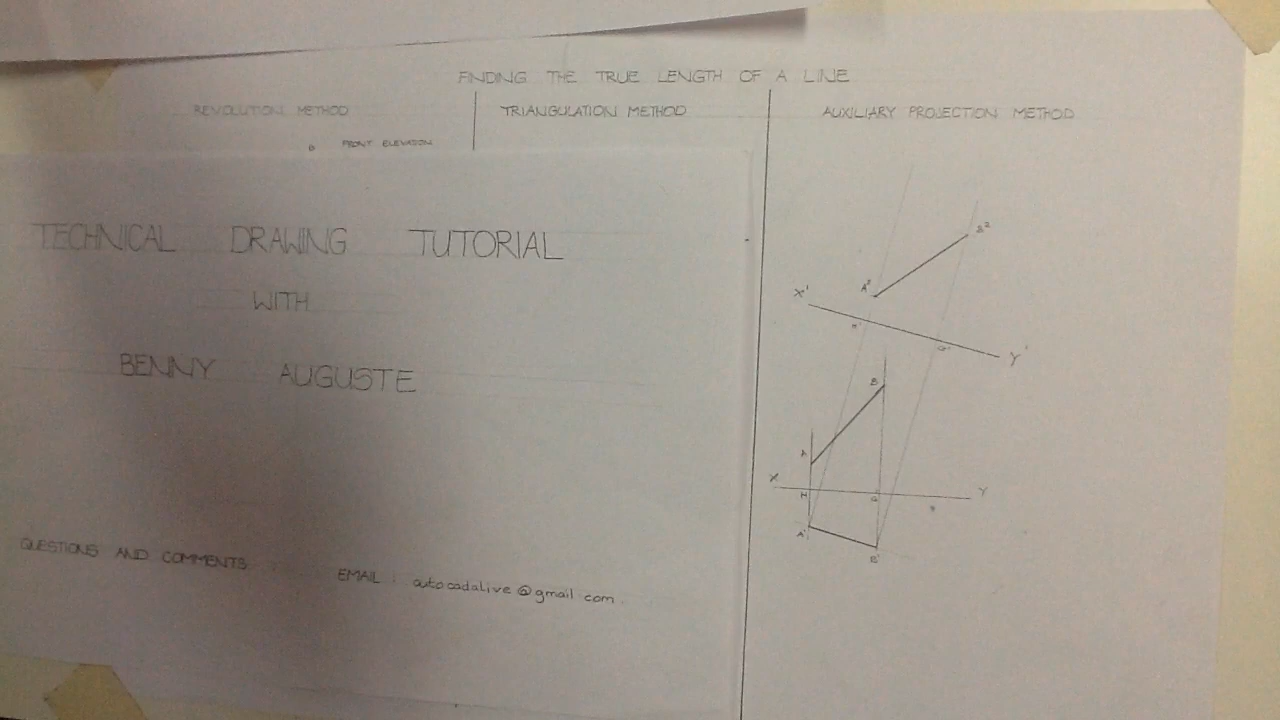 FINDING THE TRUE LENGTH OF A LINE
REVOLUTION METHOD
TRIANGULATION METHOD
AUXILIARY PROJECTION METHOD
B FRONT ELEVATION
TECHNICAL DRAWING TUTORIAL
WITH
BENNY AUGUSTE
QUESTIONS AND COMMENTS :
EMAIL : autocadalive@gmail.com.
B²
A²
X'
H'
G'
Y'
B
A
X
H
G
Y
A'
B'